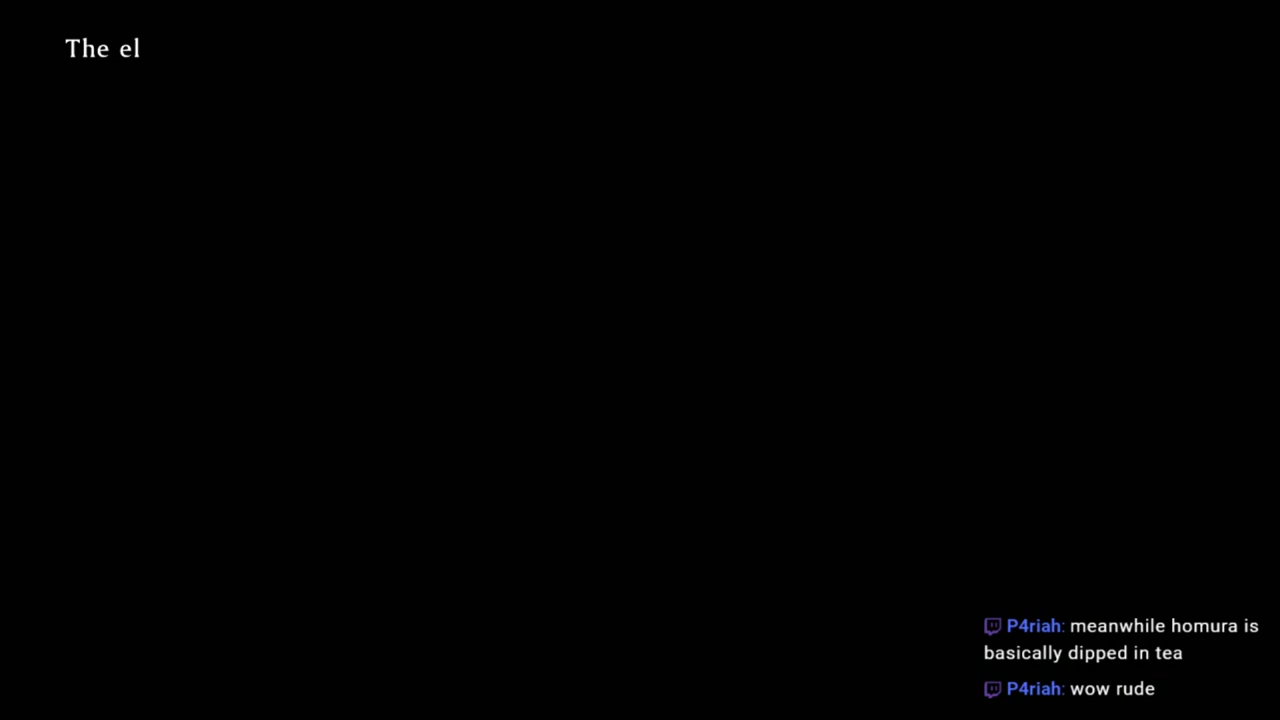 The el
P4riah: meanwhile homura is
basically dipped in tea
P4riah: wow rude